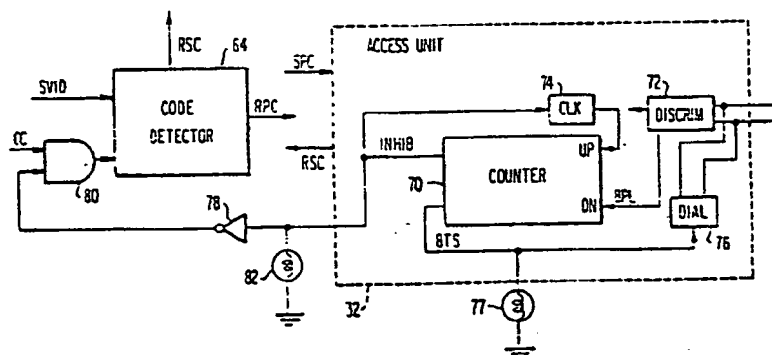 RSC
64
SPC
ACCESS UNIT
SVID
CODE
DETECTOR
RPC
74
CLK
72
DISCRIM
CC
80
RSC
INHIB
70
UP
COUNTER
DN
BPL
DIAL
76
78
BTS
82
32
77